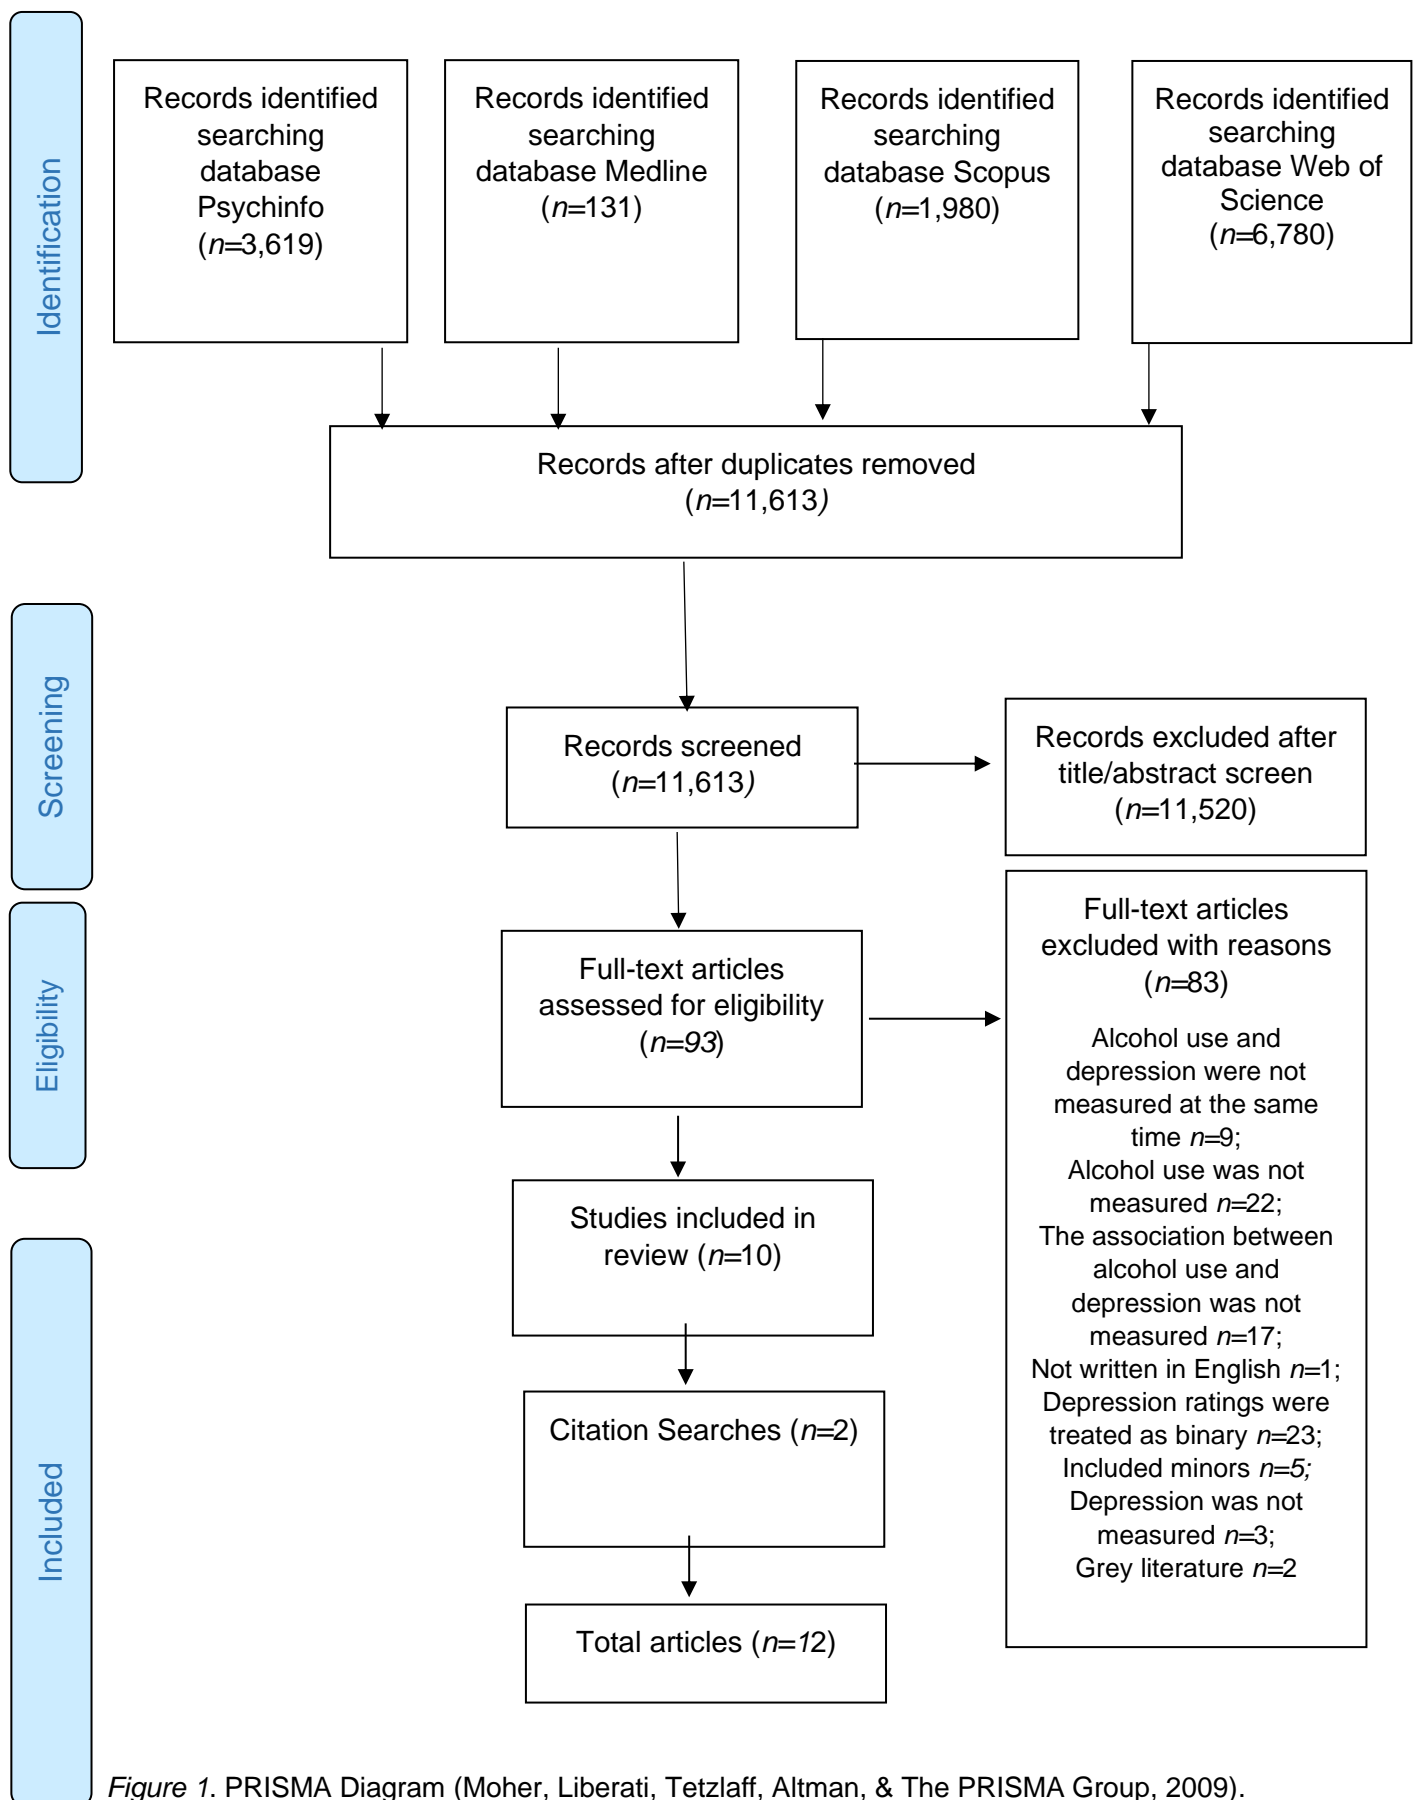 Identification
Records identified
searching
database
Psychinfo
(n=3,619)
Records identified
searching
database Medline
(n=131)
Records identified
searching
database Scopus
(n=1,980)
Records identified
searching
database Web of
Science
(n=6,780)
Records after duplicates removed
(n=11,613)
Screening
Records screened
(n=11,613)
Records excluded after
title/abstract screen
(n=11,520)
Eligibility
Full-text articles
assessed for eligibility
(n=93)
Full-text articles
excluded with reasons
(n=83)
Alcohol use and
depression were not
measured at the same
time n=9;
Alcohol use was not
measured n=22;
The association between
alcohol use and
depression was not
measured n=17;
Not written in English n=1;
Depression ratings were
treated as binary n=23;
Included minors n=5;
Depression was not
measured n=3;
Grey literature n=2
Included
Studies included in
review (n=10)
Citation Searches (n=2)
Total articles (n=12)
Figure 1. PRISMA Diagram (Moher, Liberati, Tetzlaff, Altman, & The PRISMA Group, 2009).